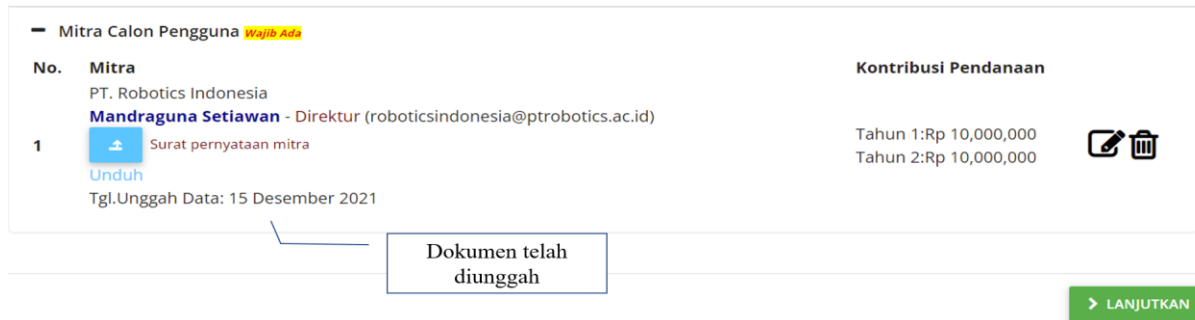 Mitra Calon Pengguna Wajib Ada
No. Mitra Kontribusi Pendanaan
PT. Robotics Indonesia
Mandraguna Setiawan - Direktur (roboticsindonesia@ptrobotics.ac.id)
1 Surat pernyataan mitra
Tahun 1:Rp 10,000,000
Tahun 2:Rp 10,000,000
Unduh
Tgl.Unggah Data: 15 Desember 2021
Dokumen telah
diunggah
LANJUTKAN